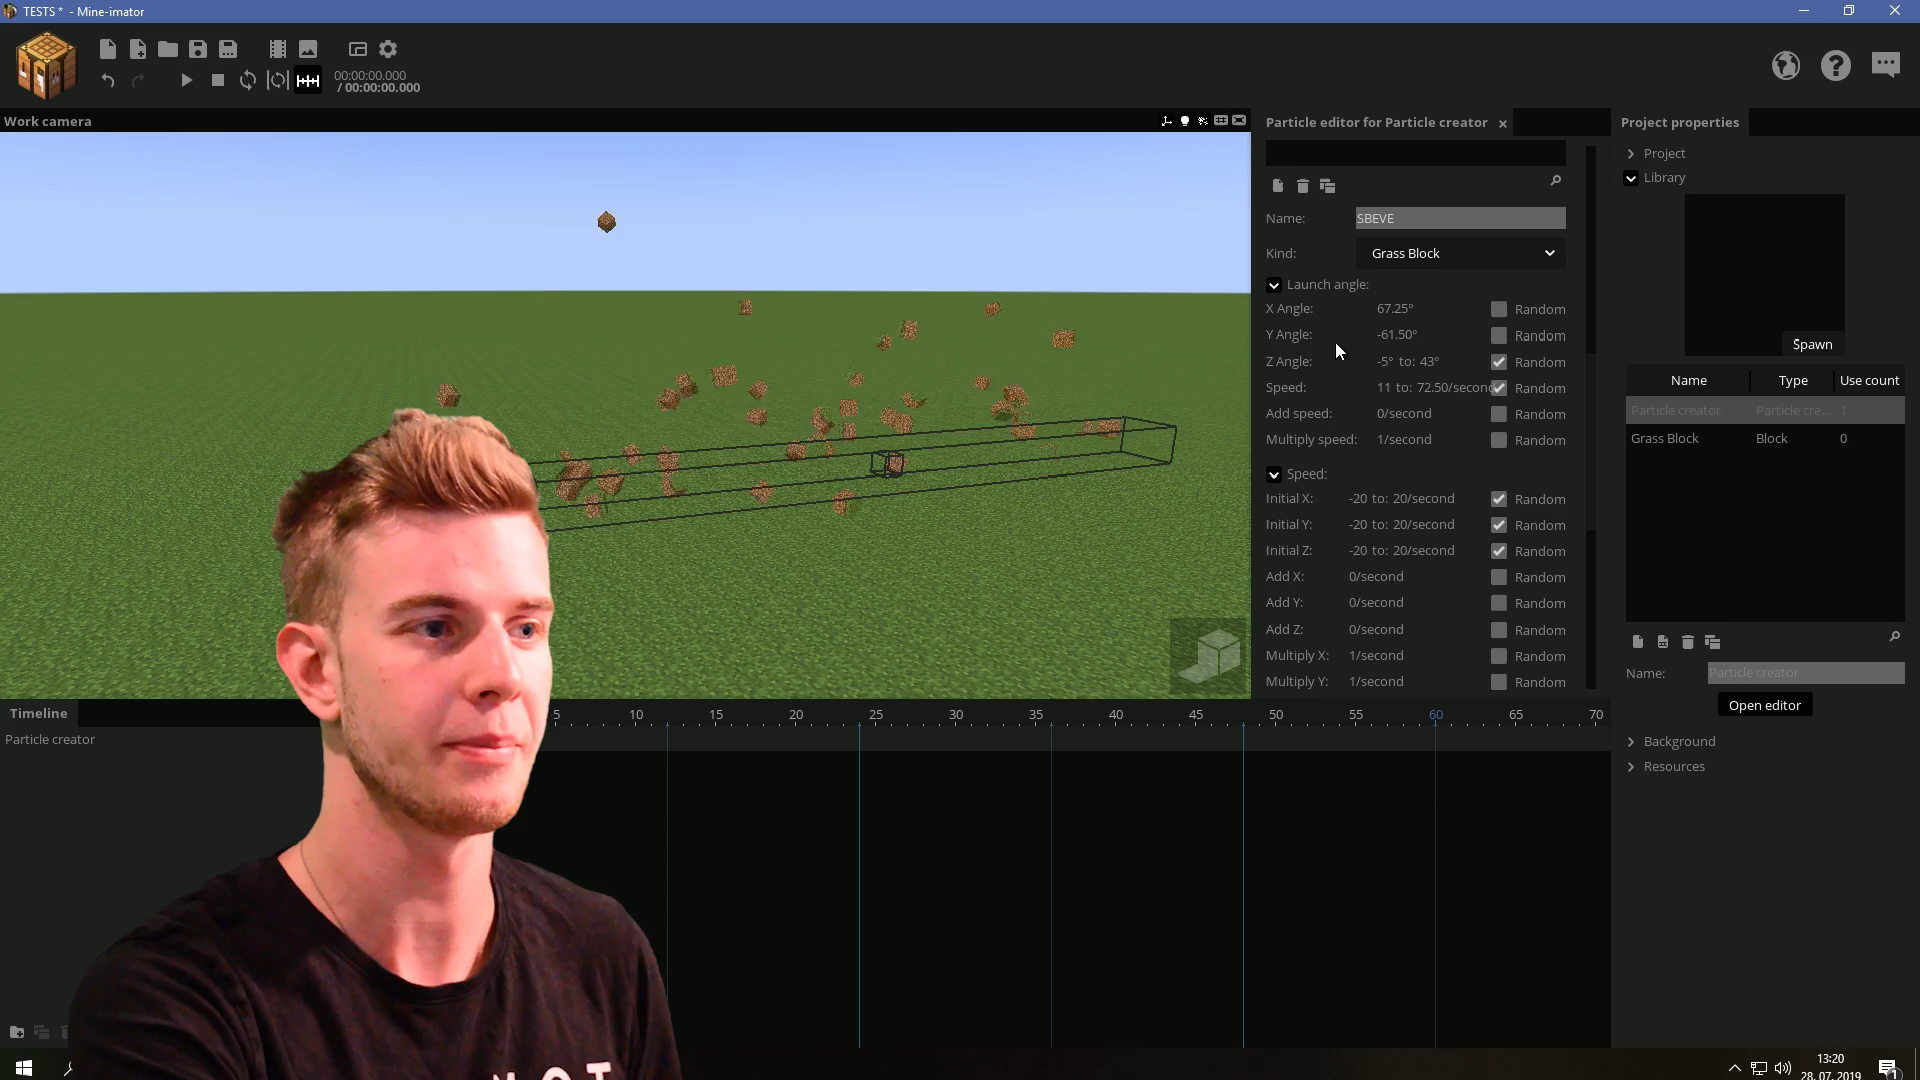 TESTS * - Mine-imator
00:00:00.000
/ 00:00:00.000
Work camera
Particle editor for Particle creator
Name: SBEVE
Kind: Grass Block
Launch angle:
X Angle: 67.25° Random
Y Angle: -61.50° Random
Z Angle: -5° to: 43° Random
Speed: 11 to: 72.50/second Random
Add speed: 0/second Random
Multiply speed: 1/second Random
Speed:
Initial X: -20 to: 20/second Random
Initial Y: -20 to: 20/second Random
Initial Z: -20 to: 20/second Random
Add X: 0/second Random
Add Y: 0/second Random
Add Z: 0/second Random
Multiply X: 1/second Random
Multiply Y: 1/second Random
Project properties
Project
Library
Spawn
Name Type Use count
Particle creator Particle cre... 1
Grass Block Block 0
Name: Particle creator
Open editor
Background
Resources
Timeline
5 10 15 20 25 30 35 40 45 50 55 60 65 70
Particle creator
13:20
28. 07. 2019
1